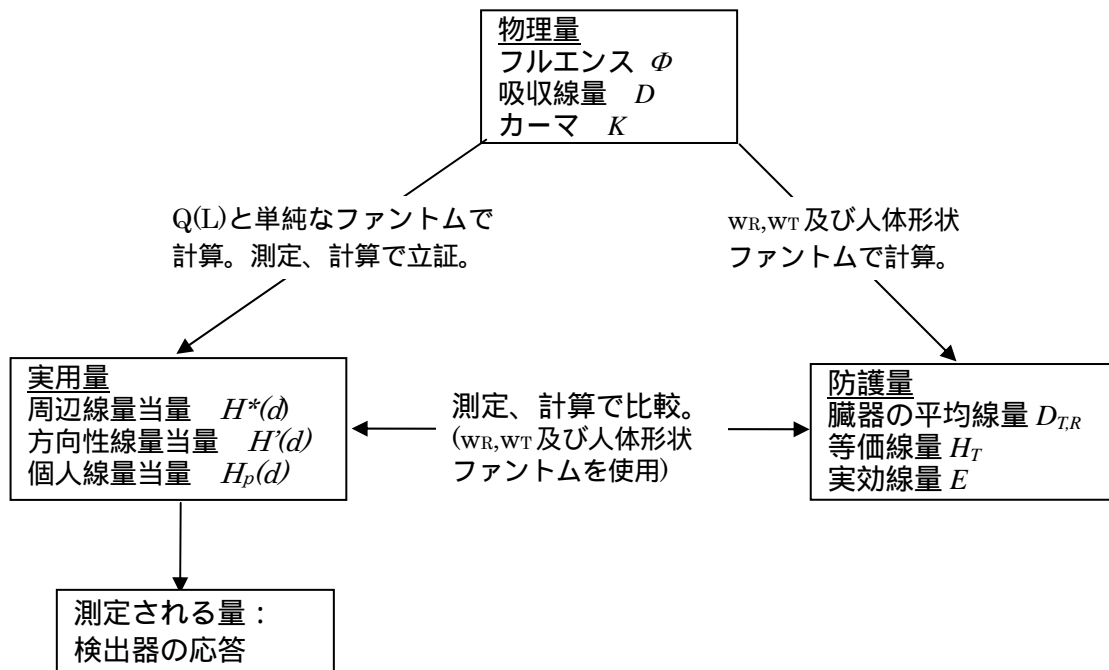 物理量
フルエンス Φ
吸収線量 D
カーマ K
Q(L)と単純なファントムで
計算。測定、計算で立証。
wR,wT 及び人体形状
ファントムで計算。
実用量
周辺線量当量 H*(d)
方向性線量当量 H'(d)
個人線量当量 Hp(d)
測定、計算で比較。
(wR,wT 及び人体形状
ファントムを使用)
防護量
臓器の平均線量 DT,R
等価線量 HT
実効線量 E
測定される量：
検出器の応答